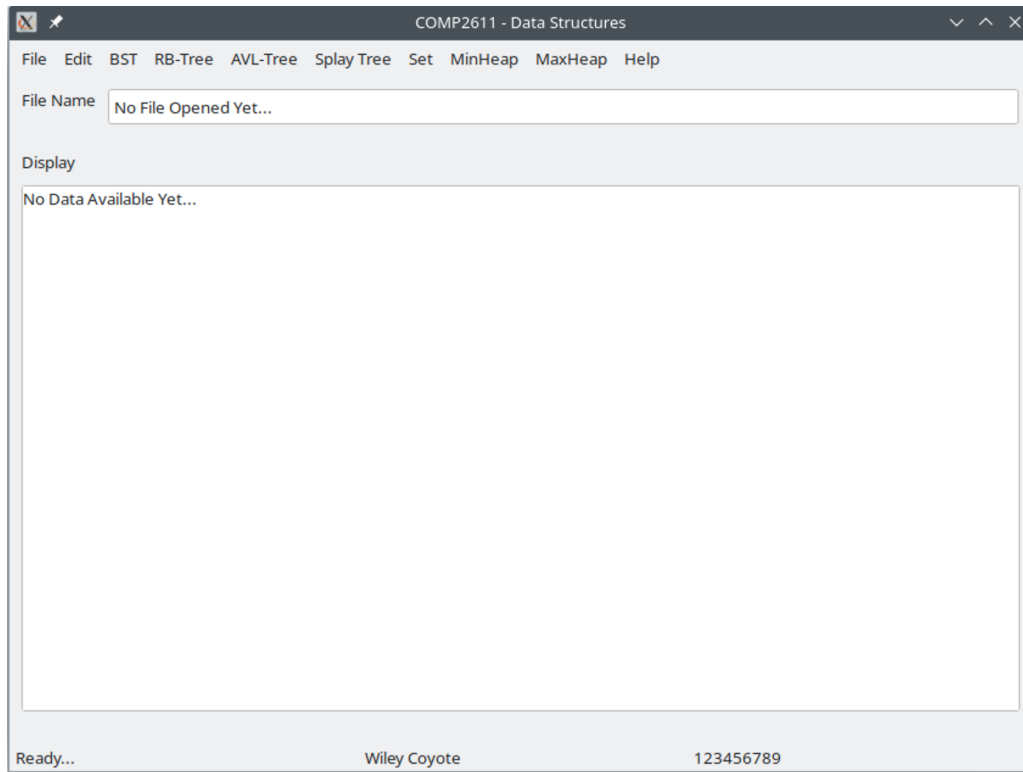 COMP2611 - Data Structures
File Edit BST RB-Tree AVL-Tree Splay Tree Set MinHeap MaxHeap Help
File Name No File Opened Yet...
Display
No Data Available Yet...
Ready... Wiley Coyote 123456789